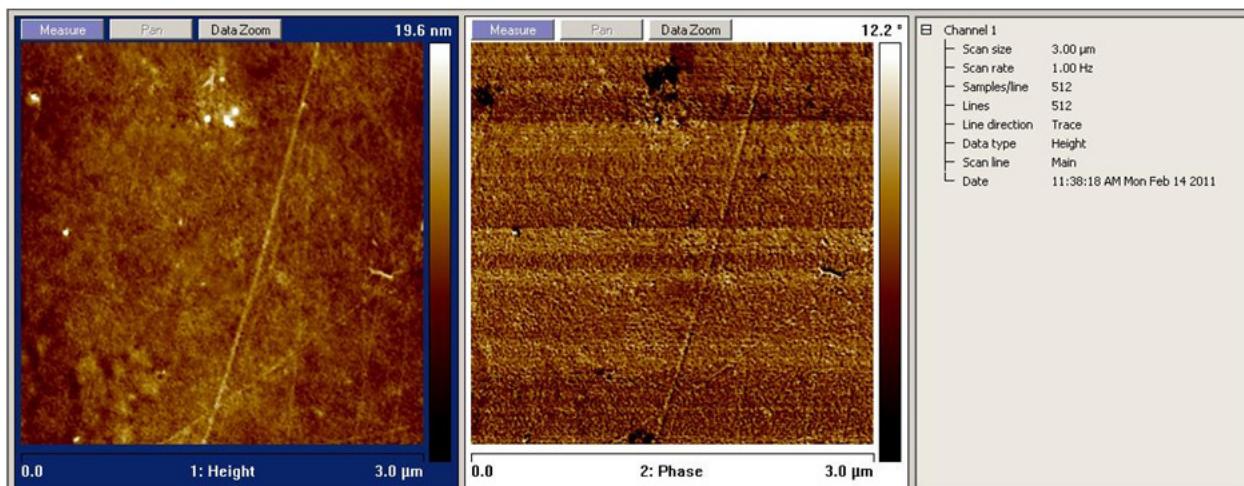 Measure Pan Data Zoom 19.6 nm
0.0 1: Height 3.0 µm
Measure Pan Data Zoom 12.2 °
0.0 2: Phase 3.0 µm
Channel 1
Scan size 3.00 µm
Scan rate 1.00 Hz
Samples/line 512
Lines 512
Line direction Trace
Data type Height
Scan line Main
Date 11:38:18 AM Mon Feb 14 2011